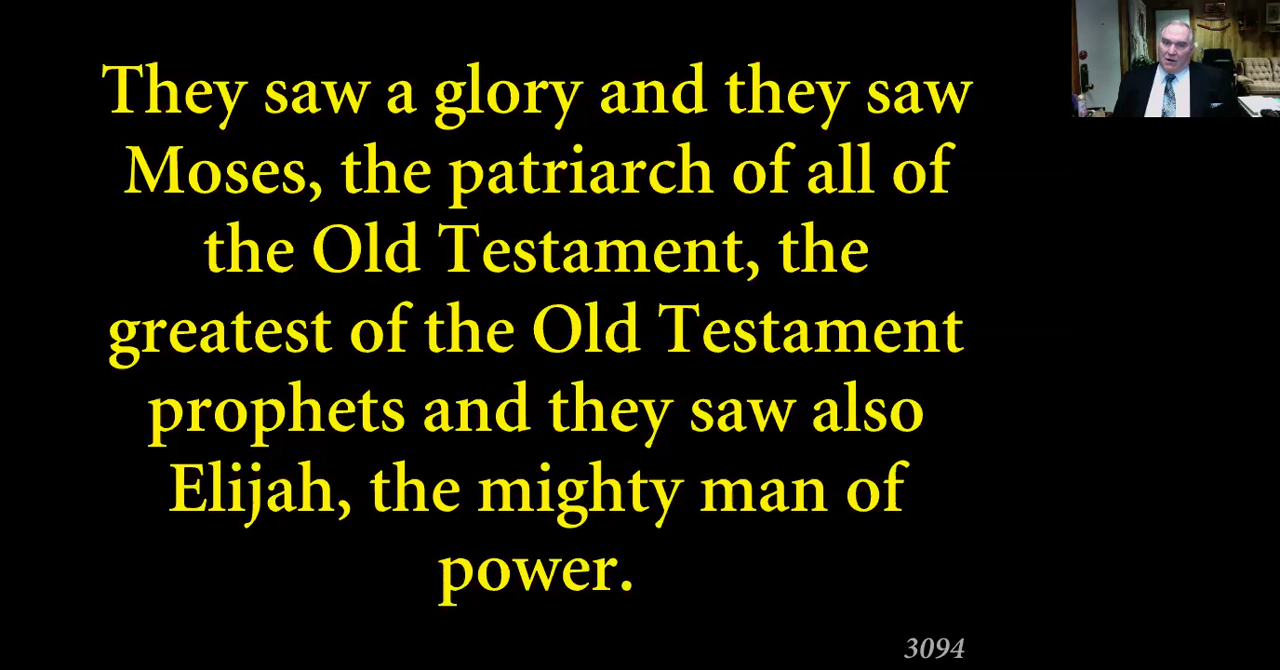 They saw a glory and they saw
Moses, the patriarch of all of
the Old Testament, the
greatest of the Old Testament
prophets and they saw also
Elijah, the mighty man of
power.
3094